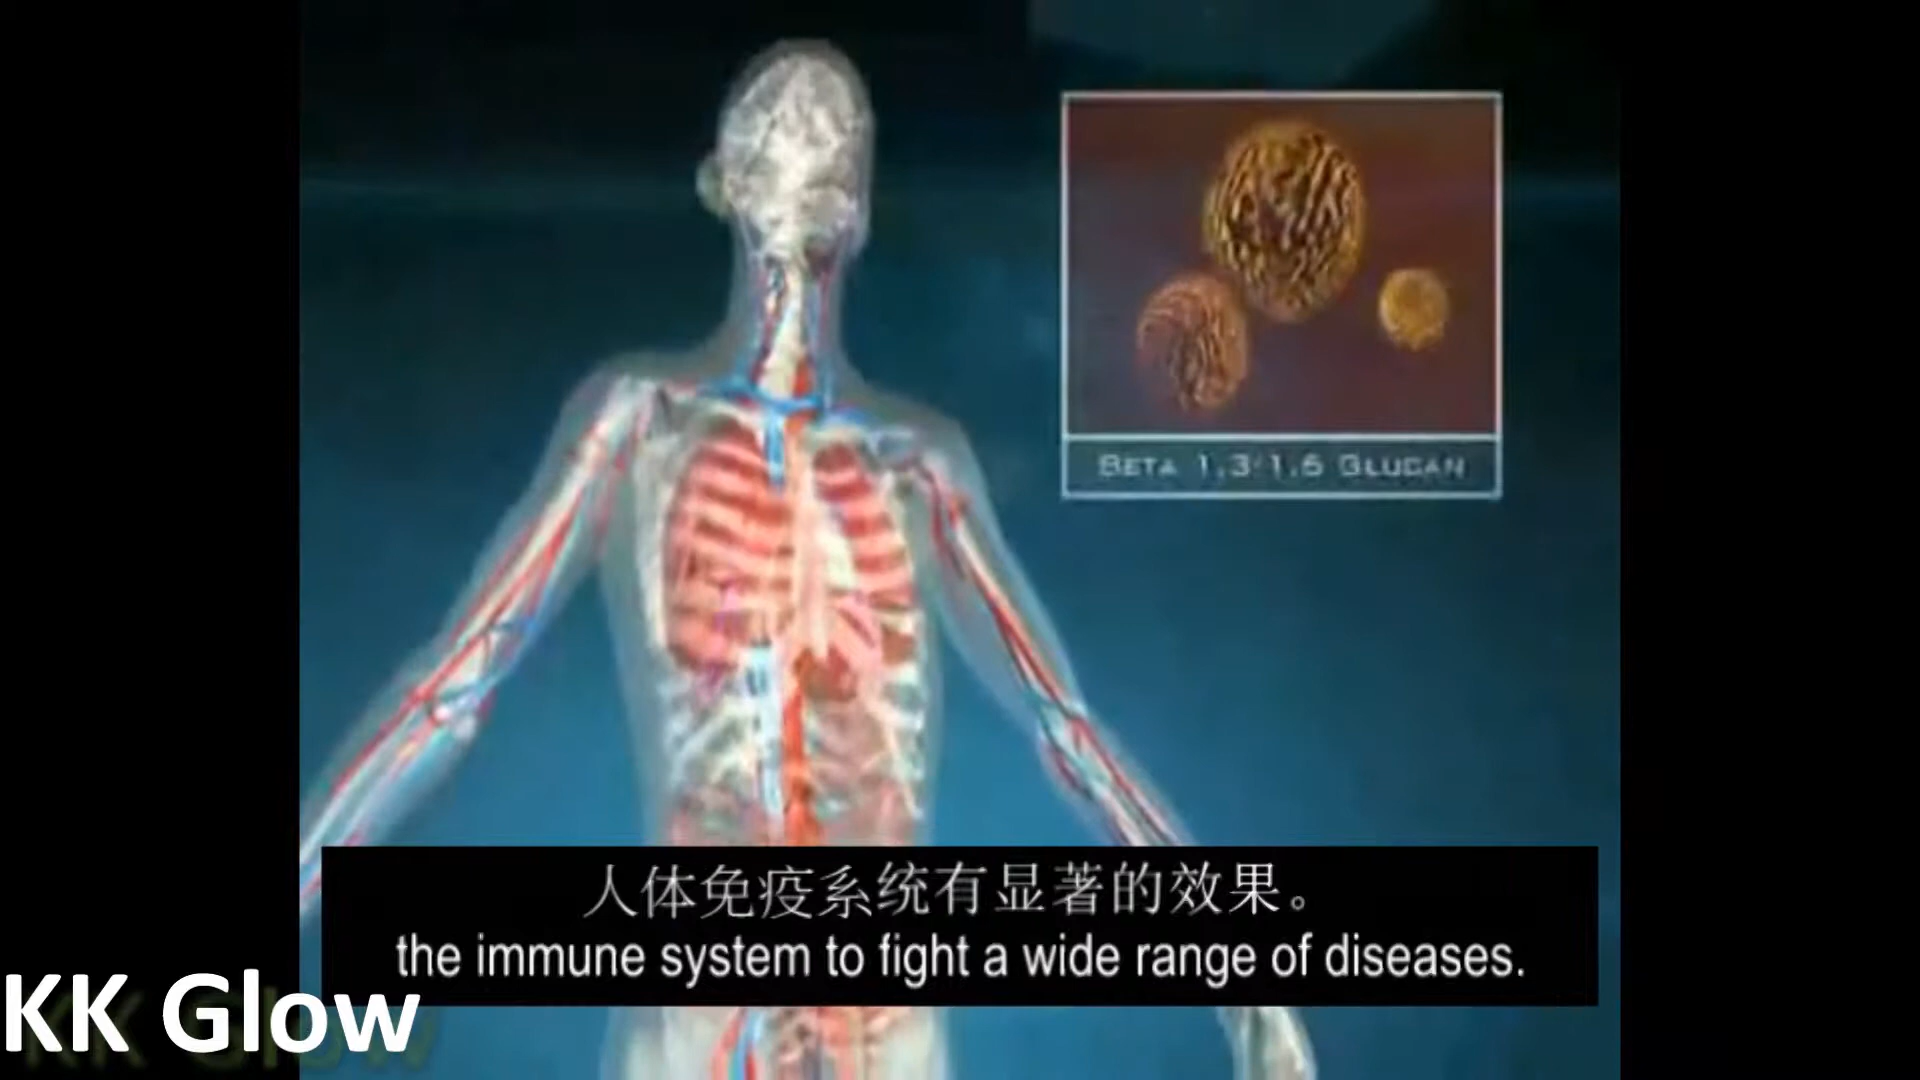 BETA 1,3/1,6 GLUCAN
人体免疫系统有显著的效果。
the immune system to fight a wide range of diseases.
KK Glow